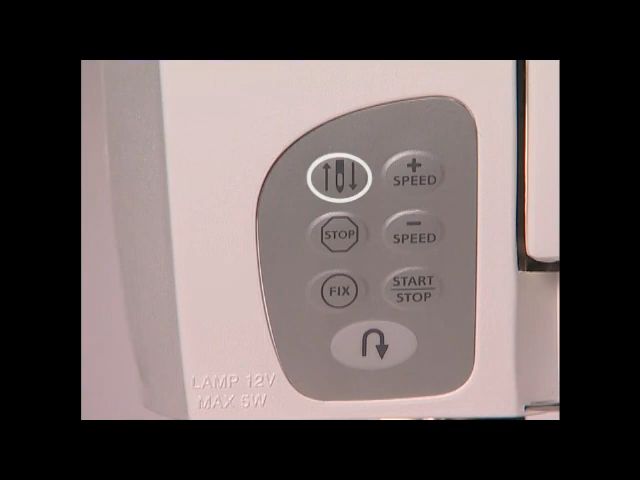 +
SPEED
STOP
−
SPEED
FIX
START
STOP
LAMP 12V
MAX 5W